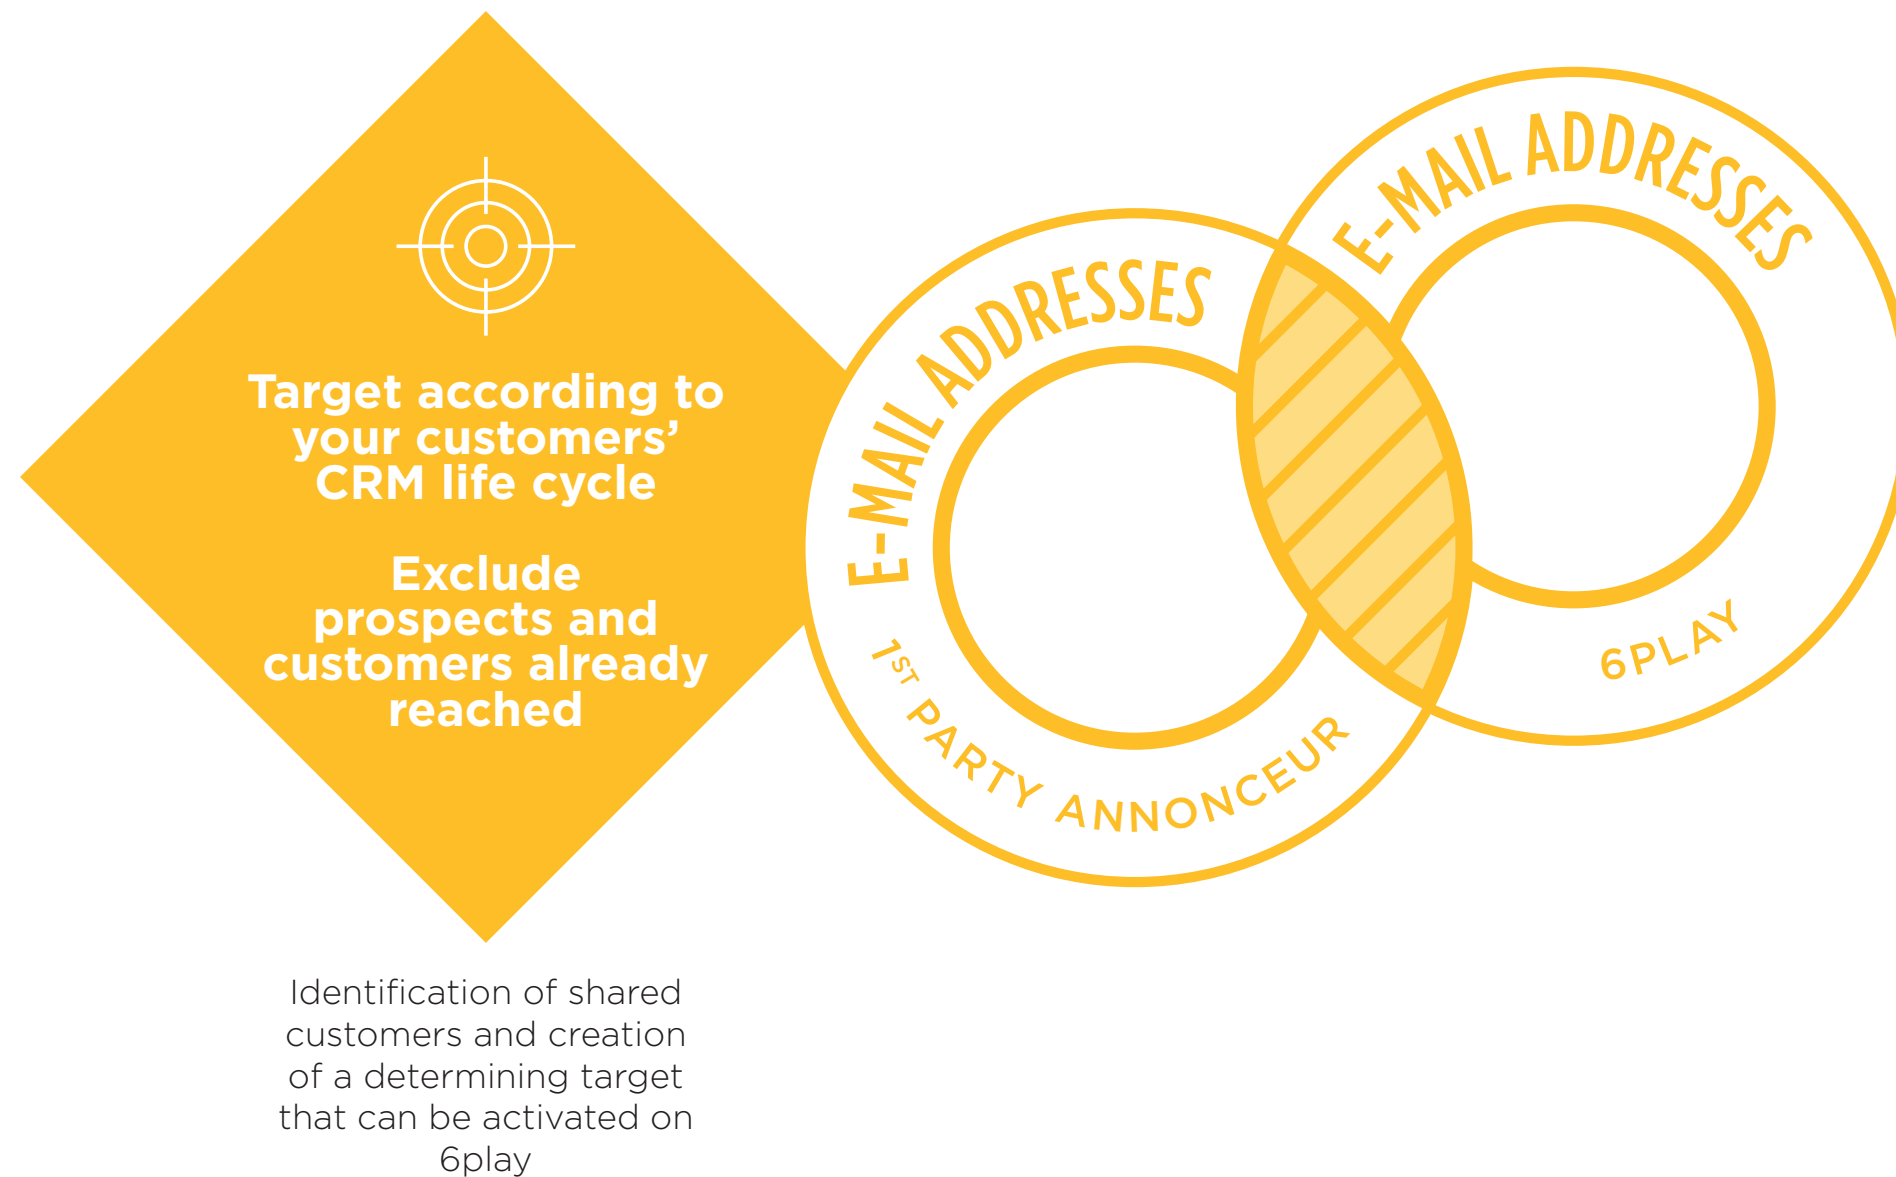 Target according to
your customers’
CRM life cycle
Exclude
prospects and
customers already
reached
Identification of shared
customers and creation
of a determining target
that can be activated on
6play
E-MAIL ADDRESSES
1ST PARTY ANNONCEUR
E-MAIL ADDRESSES
6PLAY